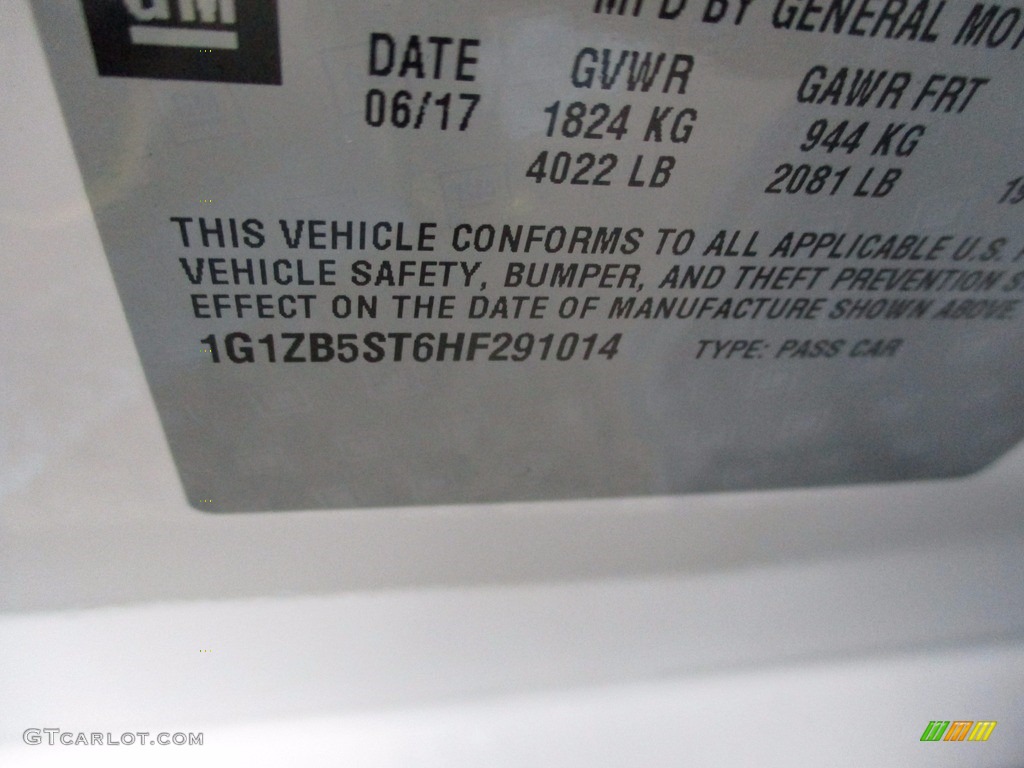 GM
MFD BY GENERAL
DATE GVWR GAWR FRT
06/17 1824 KG 944 KG
4022 LB 2081 LB 19
THIS VEHICLE CONFORMS TO ALL APPLICABLE U.S.
VEHICLE SAFETY, BUMPER, AND THEFT PREVENTION
EFFECT ON THE DATE OF MANUFACTURE SHOWN ABOVE
1G1ZB5ST6HF291014 TYPE: PASS CAR
GTCARLOT.COM